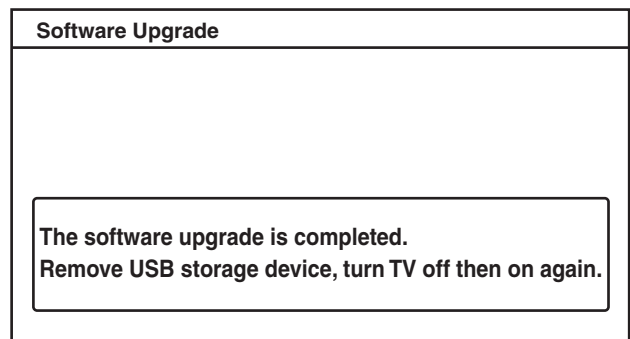 Software Upgrade
The software upgrade is completed.
Remove USB storage device, turn TV off then on again.